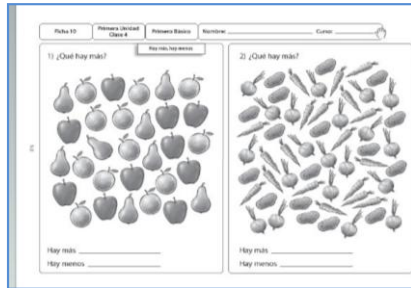 Ficha 10
Primera Unidad
Clase 4
Primero Básico
Nombre:
Curso:
Hay más, hay menos
1) ¿Qué hay más?
2) ¿Qué hay más?
Hay más
Hay menos
Hay más
Hay menos